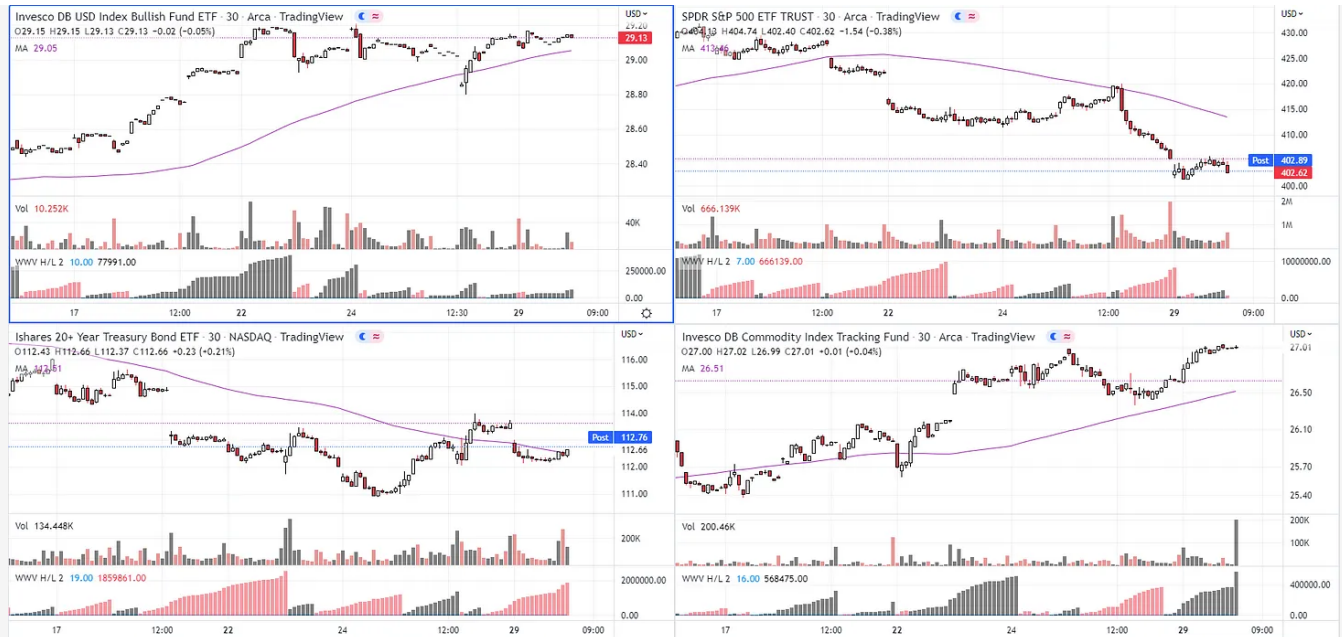 Invesco DB USD Index Bullish Fund ETF · 30 · Arca · TradingView
USD
O29.15 H29.15 L29.13 C29.13 −0.02 (−0.05%)
MA 29.05
29.20
29.13
29.00
28.80
28.60
28.40
Vol 10.252K
40K
WWV H/L 2 10.00 77991.00
250000.00
0.00
17 12:00 22 24 12:30 29 09:00
SPDR S&P 500 ETF TRUST · 30 · Arca · TradingView
USD
O404.13 H404.74 L402.40 C402.62 −1.54 (−0.38%)
MA 413.46
430.00
425.00
420.00
415.00
410.00
Post 402.89
402.62
400.00
Vol 666.139K
2M
1M
WWV H/L 2 7.00 666139.00
10000000.00
0.00
17 12:00 22 24 12:00 29 09:00
Ishares 20+ Year Treasury Bond ETF · 30 · NASDAQ · TradingView
USD
O112.43 H112.66 L112.37 C112.66 +0.23 (+0.21%)
MA 112.51
116.00
115.00
114.00
Post 112.76
112.66
112.00
111.00
Vol 134.448K
200K
WWV H/L 2 19.00 1859861.00
2000000.00
0.00
17 12:00 22 24 12:00 29 09:00
Invesco DB Commodity Index Tracking Fund · 30 · Arca · TradingView
USD
O27.00 H27.02 L26.99 C27.01 +0.01 (+0.04%)
MA 26.51
27.01
26.50
26.10
25.70
25.40
Vol 200.46K
200K
100K
WWV H/L 2 16.00 568475.00
400000.00
0.00
17 12:00 22 24 12:00 29 09:00